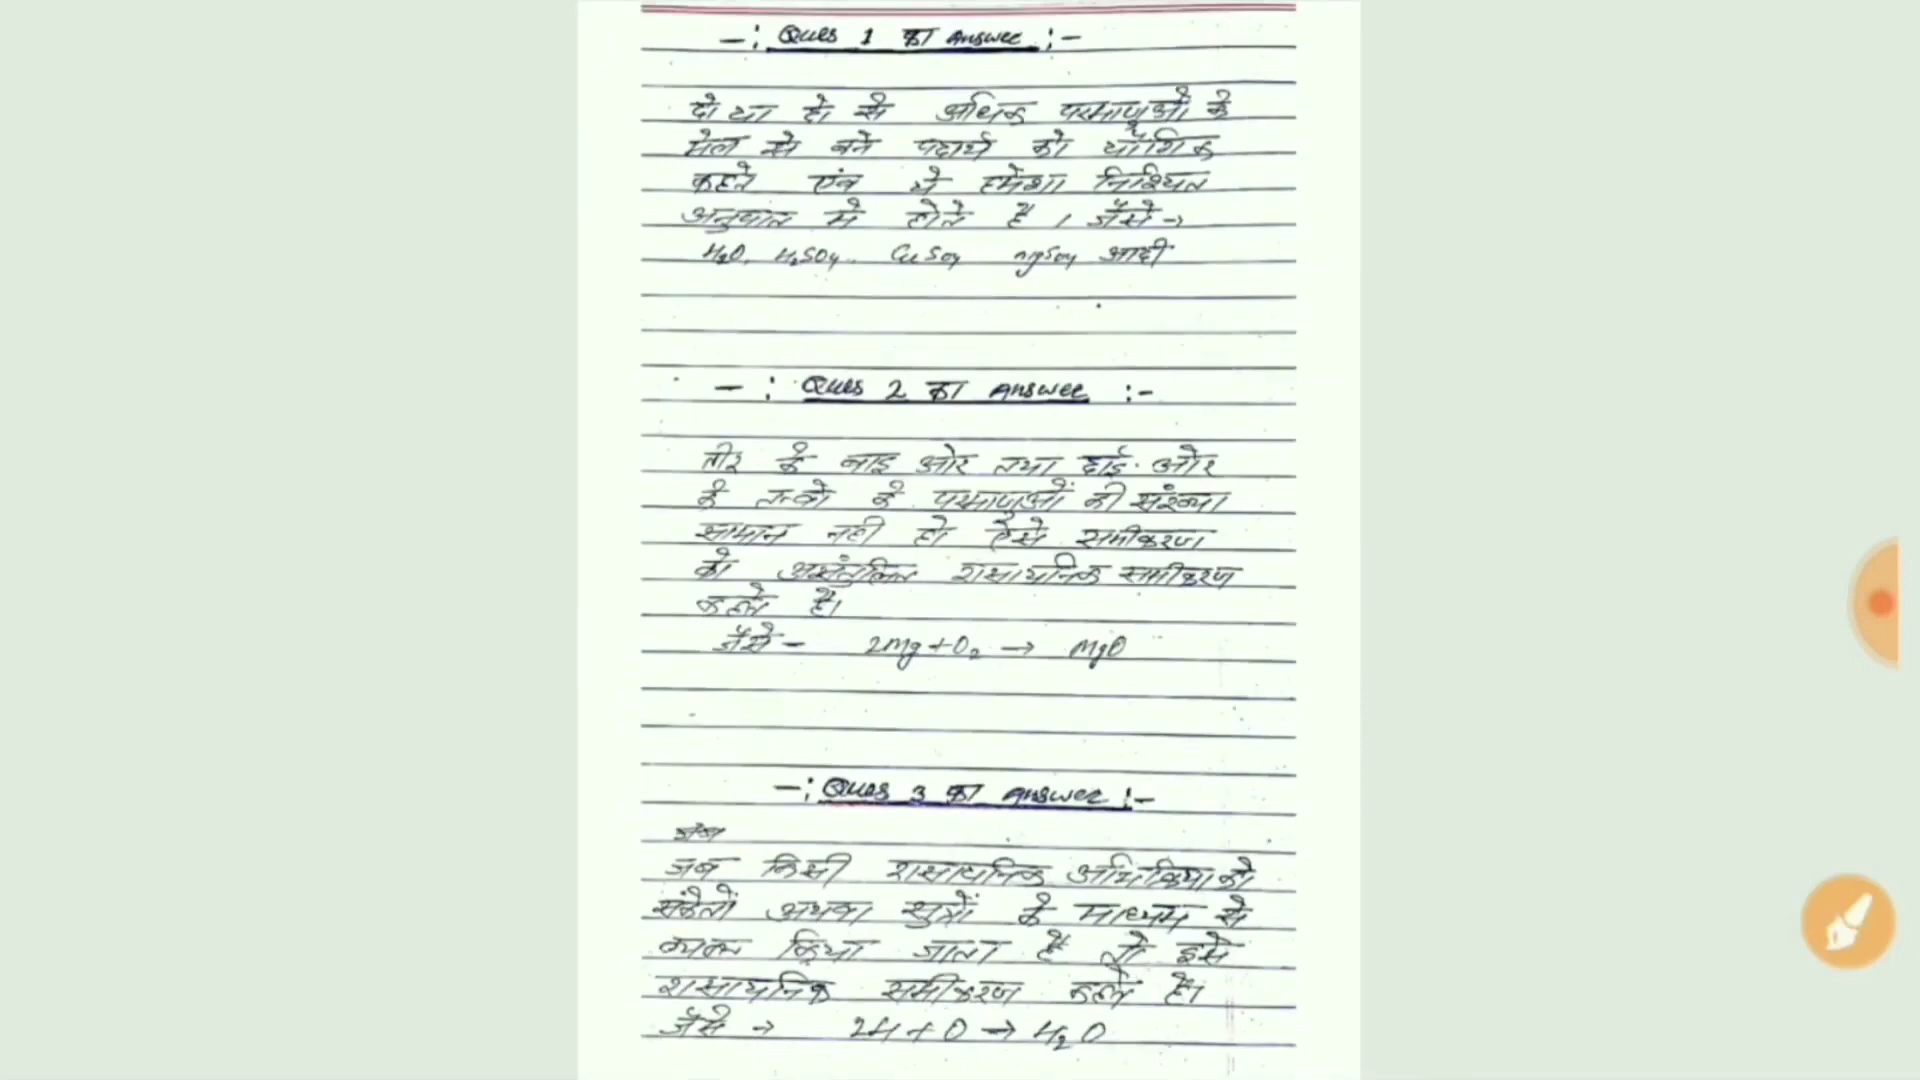 -: Ques 1 का Answer :-
दो या दो से अधिक परमाणुओं के
मेल से बने पदार्थ को यौगिक
कहते एंव ये हमेशा निश्चित
अनुपात मे होते है । जैसे →
H₂O, H₂SO₄, CuSO₄ MgSO₄ आदी
- : Ques 2 का Answer :-
तीर के बाइ ओर तथा दाई ओर
के तत्वो के परमाणुओं की संख्या
सामान नही हो ऐसे समीकरण
को असंतुलित रासायनिक समीकरण
कहते है।
जैसे - 2Mg + O₂ → MgO
-: Ques 3 का Answer :-
जब किसी रासायनिक अभिक्रिया को
संकेतों अथवा सुत्रों के माध्यम से
व्यक्त किया जाता है तो इसे
रासायनिक समीकरण कहते है।
जैसे → 2H + O → H₂O